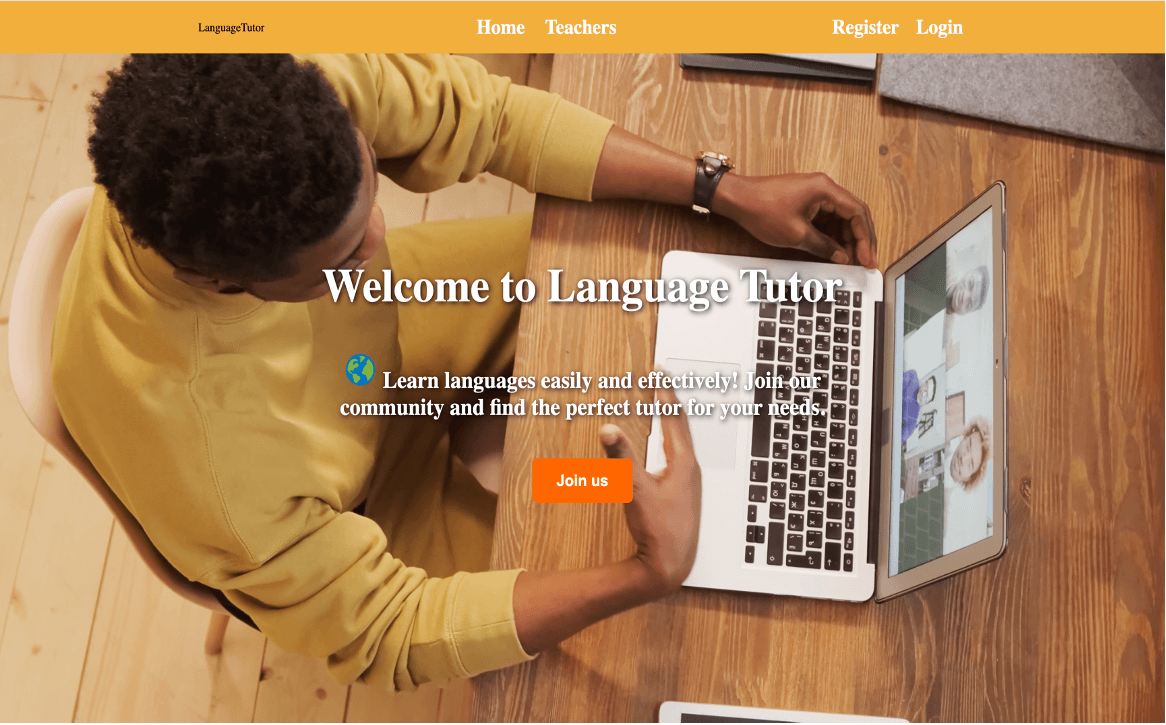 LanguageTutor
Home Teachers
Register Login
Welcome to Language Tutor
Learn languages easily and effectively! Join our
community and find the perfect tutor for your needs.
Join us